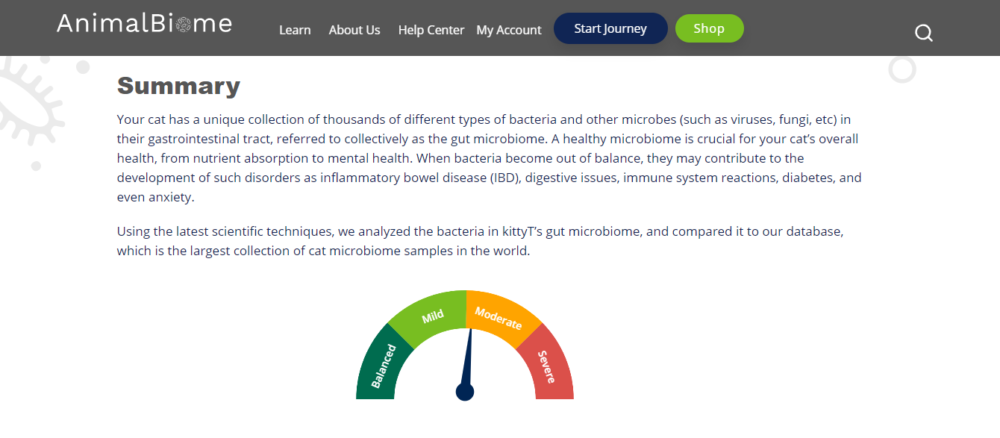 AnimalBiome
Learn
About Us
Help Center
My Account
Start Journey
Shop
Summary
Your cat has a unique collection of thousands of different types of bacteria and other microbes (such as viruses, fungi, etc) in
their gastrointestinal tract, referred to collectively as the gut microbiome. A healthy microbiome is crucial for your cat’s overall
health, from nutrient absorption to mental health. When bacteria become out of balance, they may contribute to the
development of such disorders as inflammatory bowel disease (IBD), digestive issues, immune system reactions, diabetes, and
even anxiety.
Using the latest scientific techniques, we analyzed the bacteria in kittyT’s gut microbiome, and compared it to our database,
which is the largest collection of cat microbiome samples in the world.
Balanced
Mild
Moderate
Severe